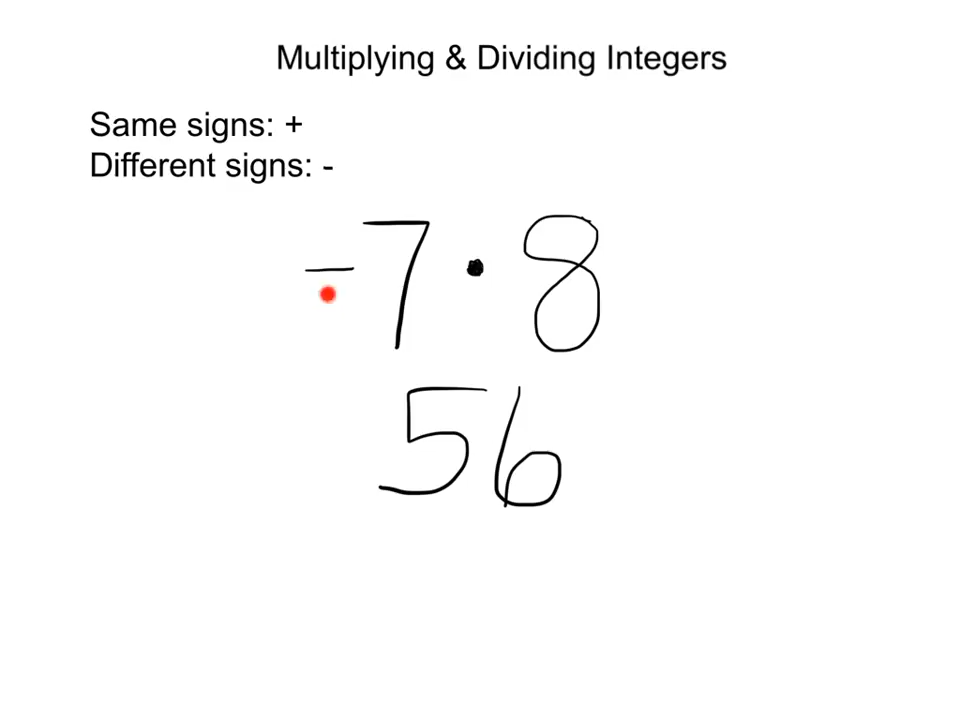 Multiplying & Dividing Integers
Same signs: +
Different signs: -
-7 · 8
56